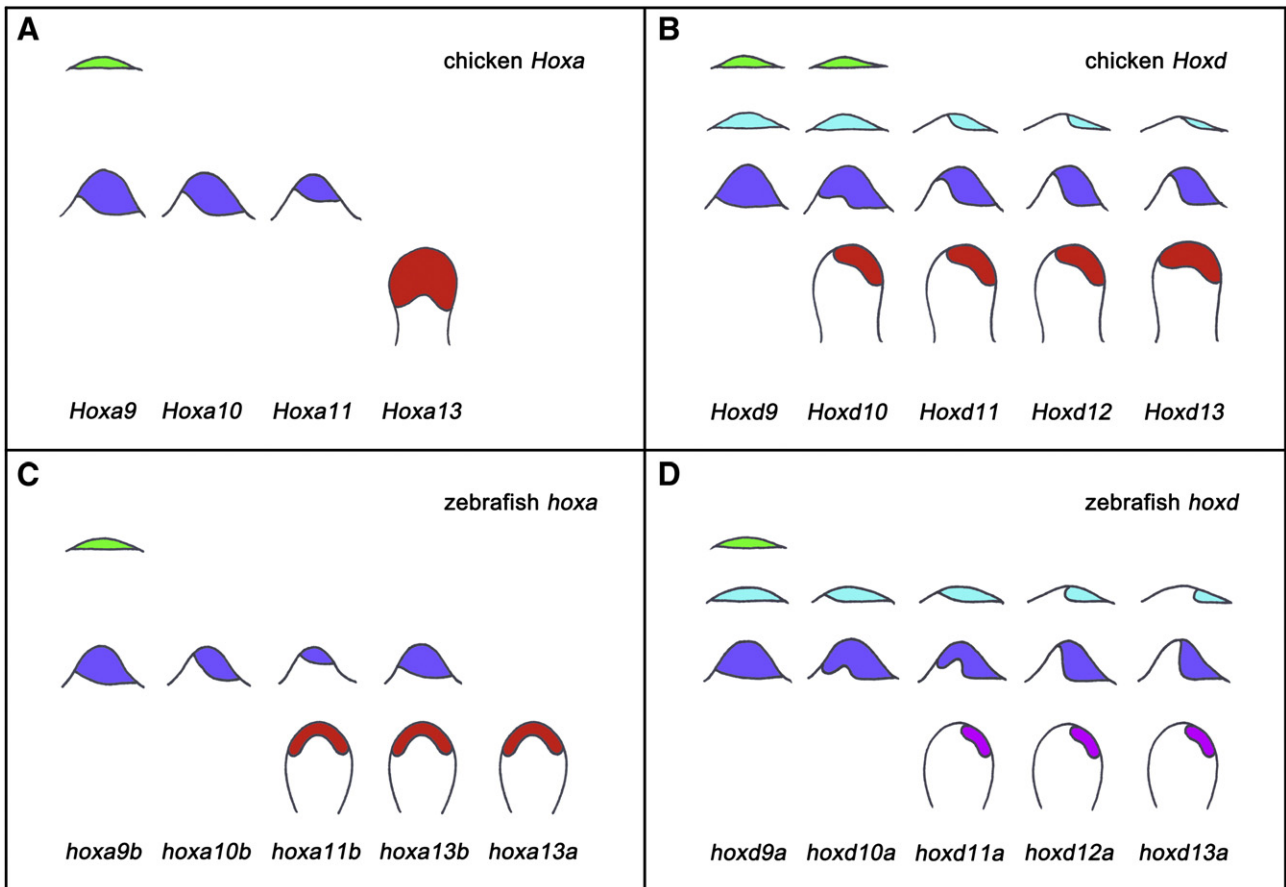 A
chicken Hoxa
Hoxa9 Hoxa10 Hoxa11 Hoxa13
B
chicken Hoxd
Hoxd9 Hoxd10 Hoxd11 Hoxd12 Hoxd13
C
zebrafish hoxa
hoxa9b hoxa10b hoxa11b hoxa13b hoxa13a
D
zebrafish hoxd
hoxd9a hoxd10a hoxd11a hoxd12a hoxd13a